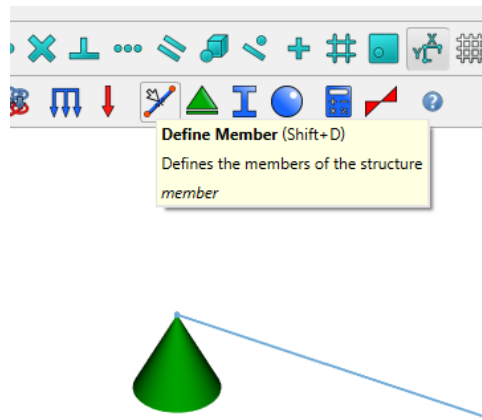 Define Member (Shift+D)
Defines the members of the structure
member